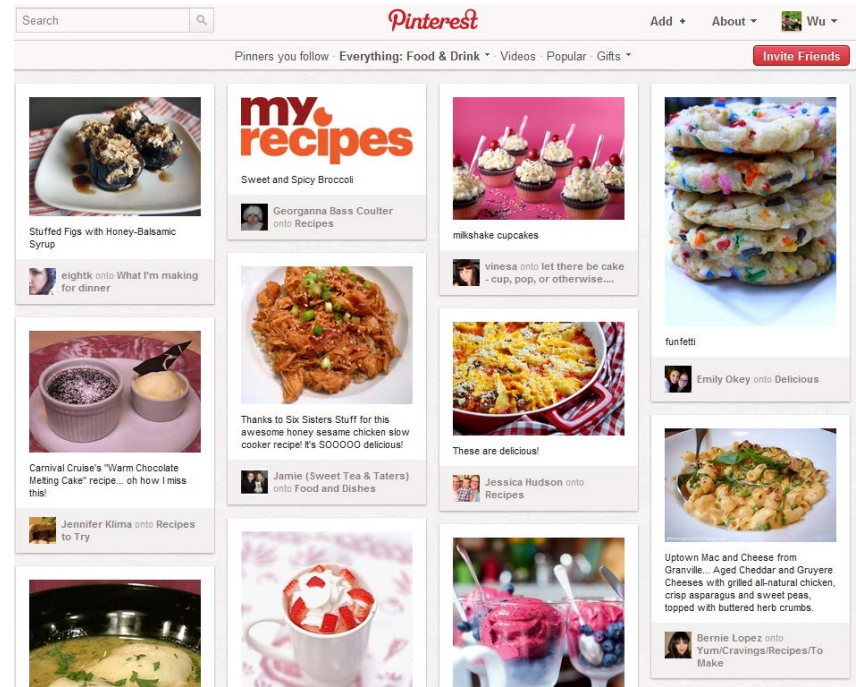 Search
Pinterest
Add +
About
Wu
Pinners you follow · Everything: Food & Drink · Videos · Popular · Gifts
Invite Friends
Stuffed Figs with Honey-Balsamic
Syrup
eightk onto What I'm making
for dinner
Carnival Cruise's "Warm Chocolate
Melting Cake" recipe... oh how I miss
this!
Jennifer Klima onto Recipes
to Try
my
recipes
Sweet and Spicy Broccoli
Georganna Bass Coulter
onto Recipes
Thanks to Six Sisters Stuff for this
awesome honey sesame chicken slow
cooker recipe! It's SOOOOO delicious!
Jamie (Sweet Tea & Taters)
onto Food and Dishes
milkshake cupcakes
vinesa onto let there be cake
- cup, pop, or otherwise....
These are delicious!
Jessica Hudson onto
Recipes
funfetti
Emily Okey onto Delicious
Uptown Mac and Cheese from
Granville... Aged Cheddar and Gruyere
Cheeses with grilled all-natural chicken,
crisp asparagus and sweet peas,
topped with buttered herb crumbs.
Bernie Lopez onto
Yum/Cravings/Recipes/To
Make